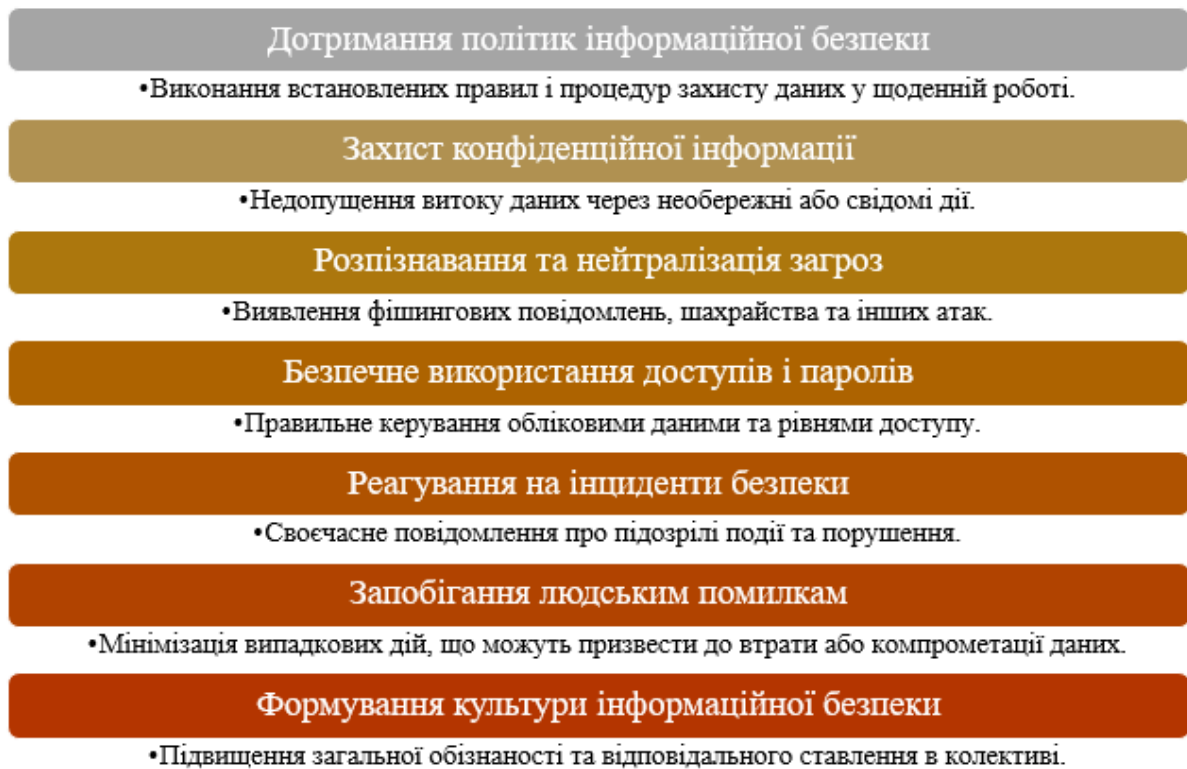 Дотримання політик інформаційної безпеки
•Виконання встановлених правил і процедур захисту даних у щоденній роботі.
Захист конфіденційної інформації
•Недопущення витоку даних через необережні або свідомі дії.
Розпізнавання та нейтралізація загроз
•Виявлення фішингових повідомлень, шахрайства та інших атак.
Безпечне використання доступів і паролів
•Правильне керування обліковими даними та рівнями доступу.
Реагування на інциденти безпеки
•Своєчасне повідомлення про підозрілі події та порушення.
Запобігання людським помилкам
•Мінімізація випадкових дій, що можуть призвести до втрати або компрометації даних.
Формування культури інформаційної безпеки
•Підвищення загальної обізнаності та відповідального ставлення в колективі.